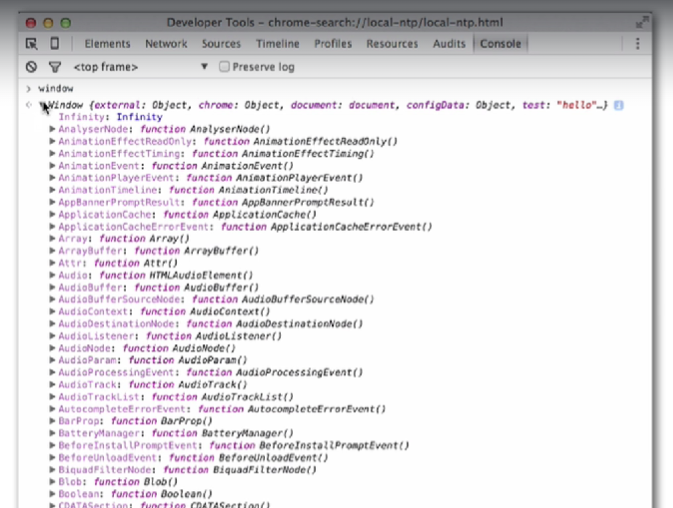 Developer Tools - chrome-search://local-ntp/local-ntp.html
Elements Network Sources Timeline Profiles Resources Audits Console
<top frame> Preserve log
window
Window {external: Object, chrome: Object, document: document, configData: Object, test: "hello"…}
Infinity: Infinity
AnalyserNode: function AnalyserNode()
AnimationEffectReadOnly: function AnimationEffectReadOnly()
AnimationEffectTiming: function AnimationEffectTiming()
AnimationEvent: function AnimationEvent()
AnimationPlayerEvent: function AnimationPlayerEvent()
AnimationTimeline: function AnimationTimeline()
AppBannerPromptResult: function AppBannerPromptResult()
ApplicationCache: function ApplicationCache()
ApplicationCacheErrorEvent: function ApplicationCacheErrorEvent()
Array: function Array()
ArrayBuffer: function ArrayBuffer()
Attr: function Attr()
Audio: function HTMLAudioElement()
AudioBuffer: function AudioBuffer()
AudioBufferSourceNode: function AudioBufferSourceNode()
AudioContext: function AudioContext()
AudioDestinationNode: function AudioDestinationNode()
AudioListener: function AudioListener()
AudioNode: function AudioNode()
AudioParam: function AudioParam()
AudioProcessingEvent: function AudioProcessingEvent()
AudioTrack: function AudioTrack()
AudioTrackList: function AudioTrackList()
AutocompleteErrorEvent: function AutocompleteErrorEvent()
BarProp: function BarProp()
BatteryManager: function BatteryManager()
BeforeInstallPromptEvent: function BeforeInstallPromptEvent()
BeforeUnloadEvent: function BeforeUnloadEvent()
BiquadFilterNode: function BiquadFilterNode()
Blob: function Blob()
Boolean: function Boolean()
CDATASection: function CDATASection()